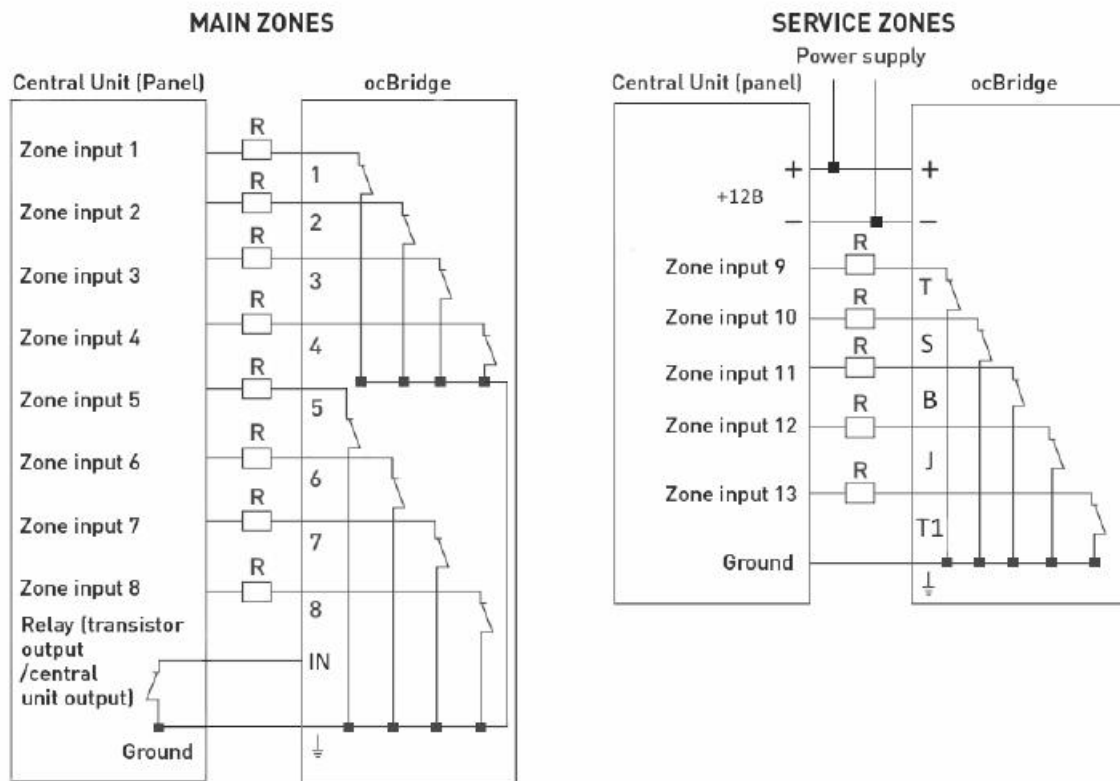 MAIN ZONES
Central Unit (Panel)
ocBridge
Zone input 1
R
1
Zone input 2
R
2
Zone input 3
R
3
Zone input 4
R
4
Zone input 5
R
5
Zone input 6
R
6
Zone input 7
R
7
Zone input 8
R
8
Relay (transistor
output
/central
unit output)
IN
Ground
SERVICE ZONES
Power supply
Central Unit (panel)
ocBridge
+
+
+12B
−
−
Zone input 9
R
T
Zone input 10
R
S
Zone input 11
R
B
Zone input 12
R
J
Zone input 13
R
T1
Ground